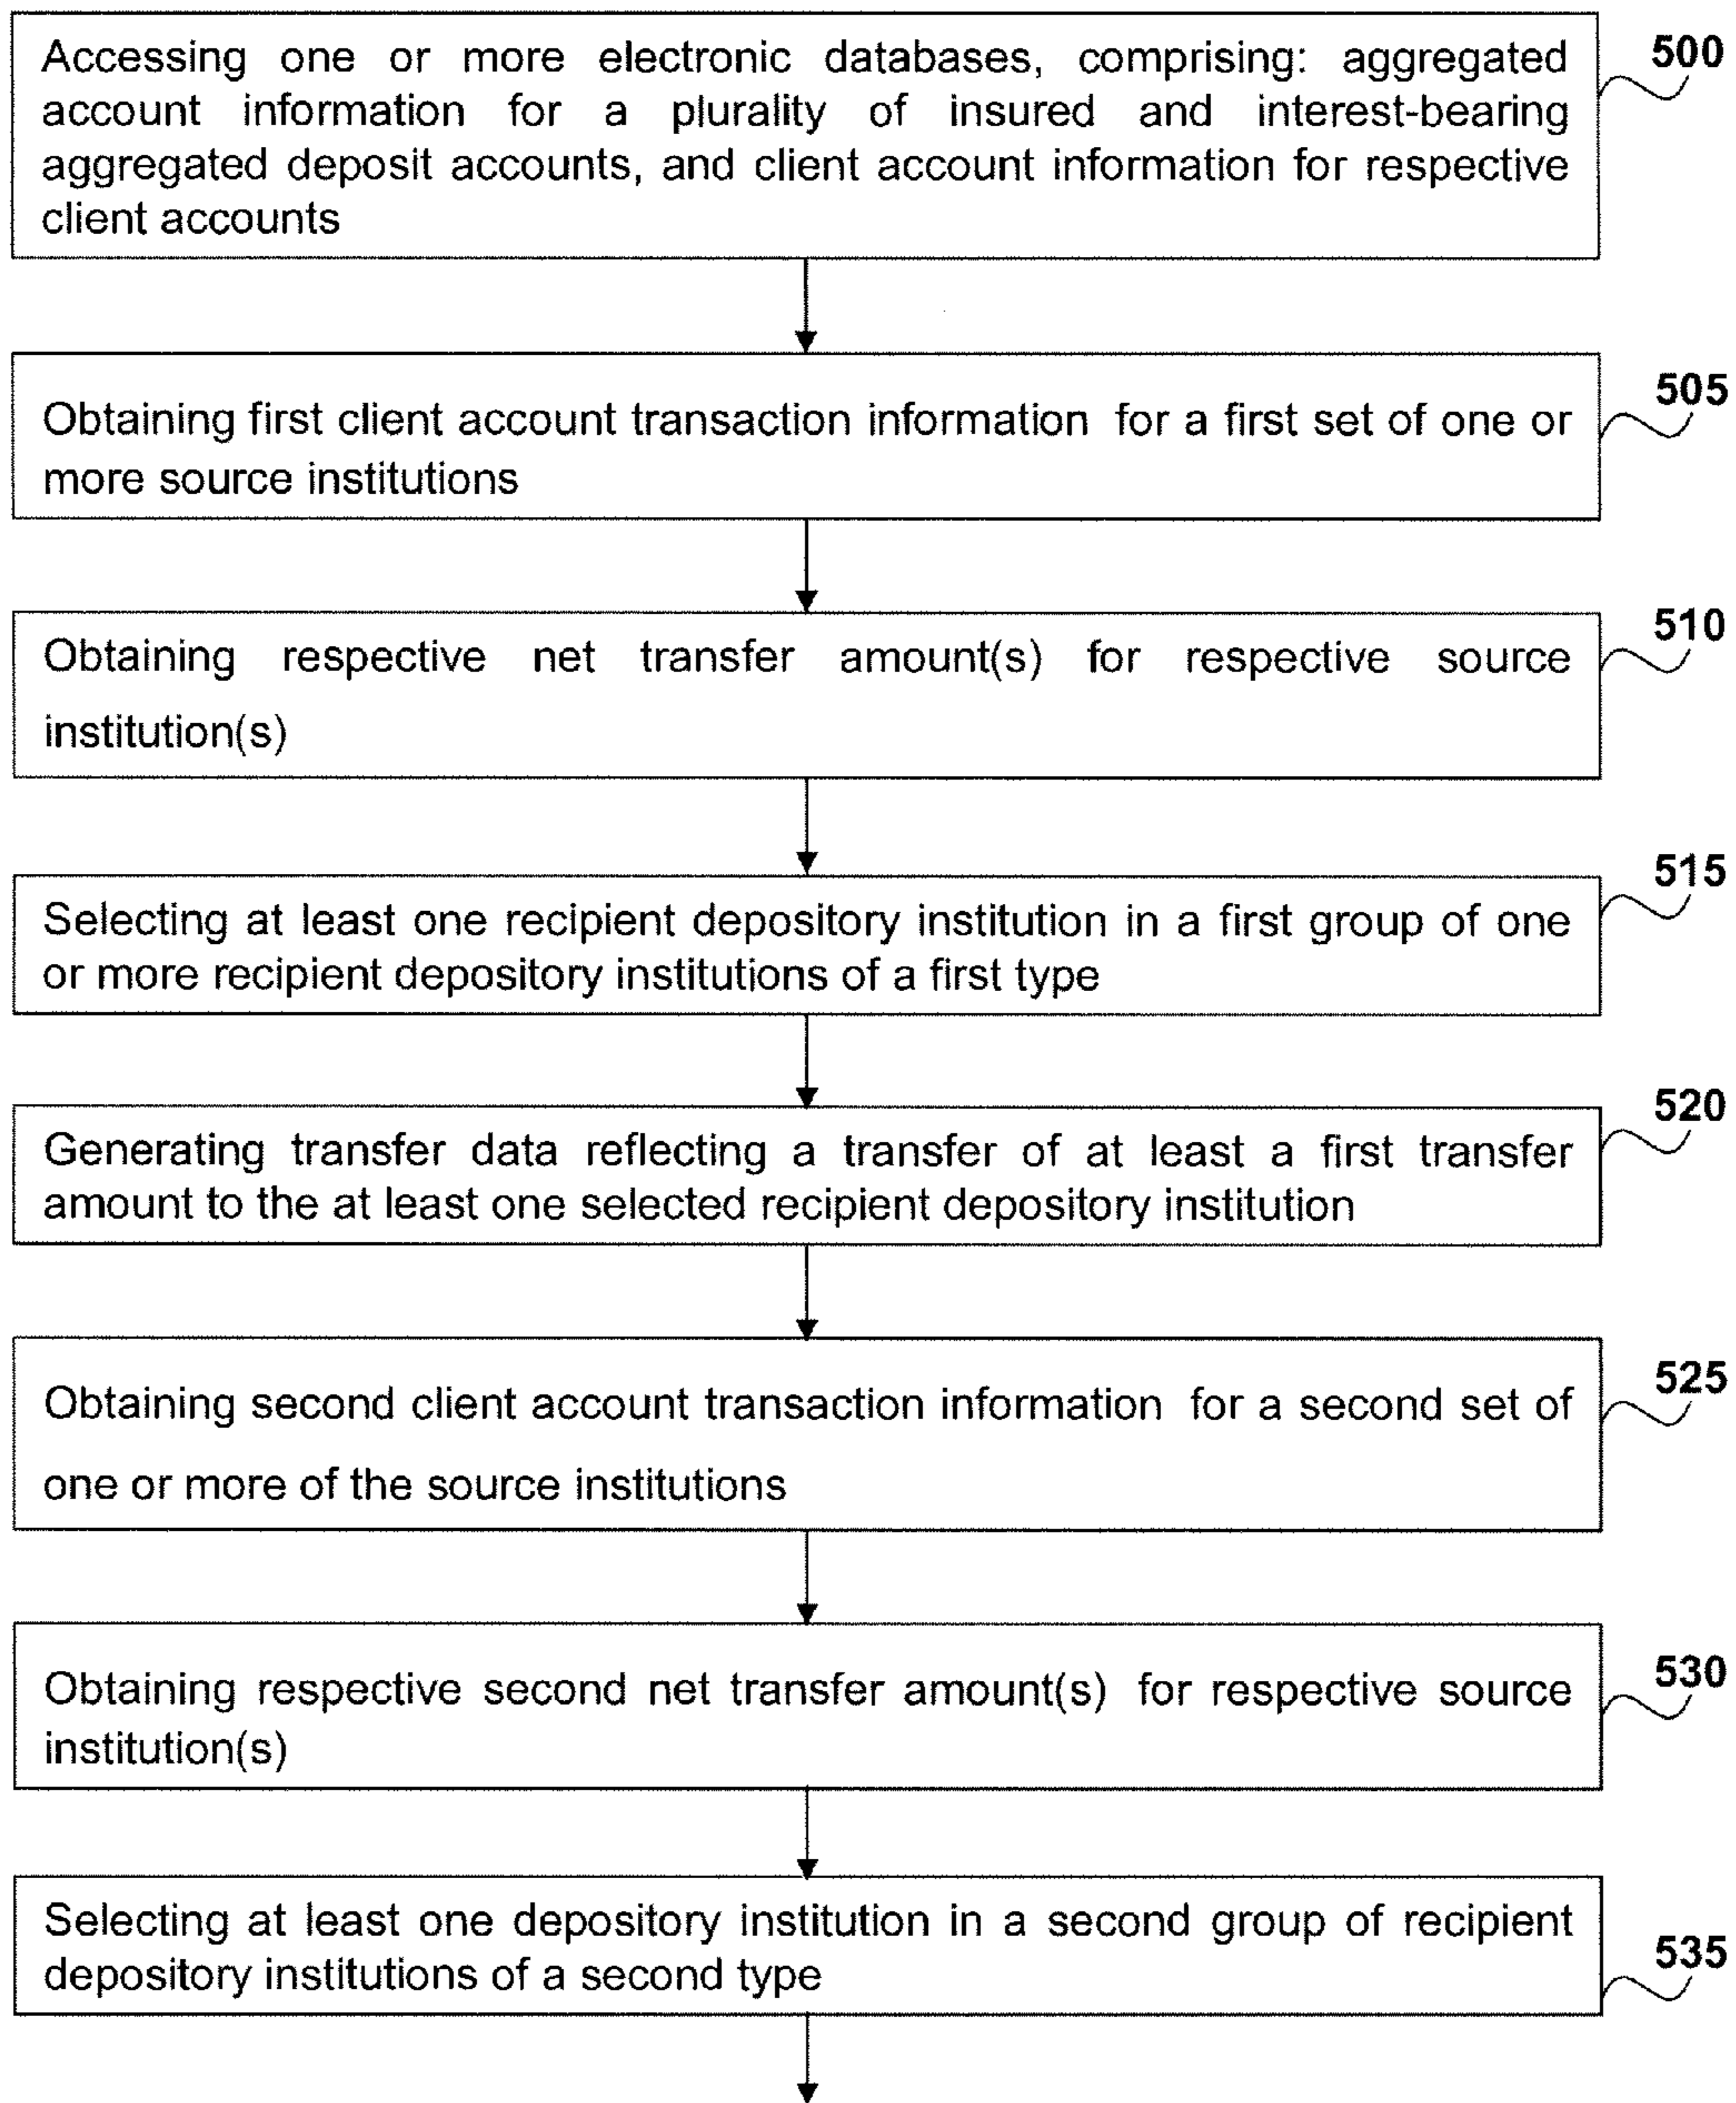 Accessing one or more electronic databases, comprising: aggregated
account information for a plurality of insured and interest-bearing
aggregated deposit accounts, and client account information for respective
client accounts
500
Obtaining first client account transaction information for a first set of one or
more source institutions
505
Obtaining respective net transfer amount(s) for respective source
institution(s)
510
Selecting at least one recipient depository institution in a first group of one
or more recipient depository institutions of a first type
515
Generating transfer data reflecting a transfer of at least a first transfer
amount to the at least one selected recipient depository institution
520
Obtaining second client account transaction information for a second set of
one or more of the source institutions
525
Obtaining respective second net transfer amount(s) for respective source
institution(s)
530
Selecting at least one depository institution in a second group of recipient
depository institutions of a second type
535